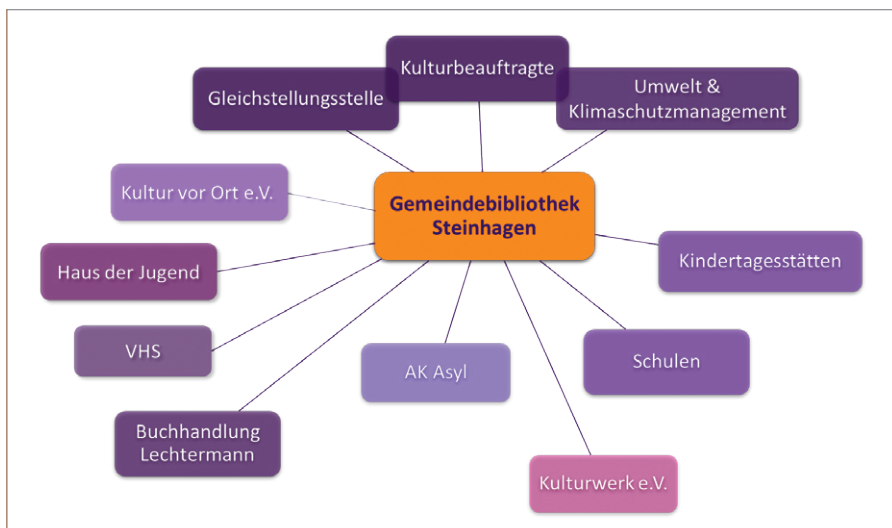 Kulturbeauftragte
Gleichstellungsstelle
Umwelt &
Klimaschutzmanagement
Kultur vor Ort e.V.
Gemeindebibliothek
Steinhagen
Haus der Jugend
Kindertagesstätten
VHS
AK Asyl
Schulen
Buchhandlung
Lechtermann
Kulturwerk e.V.